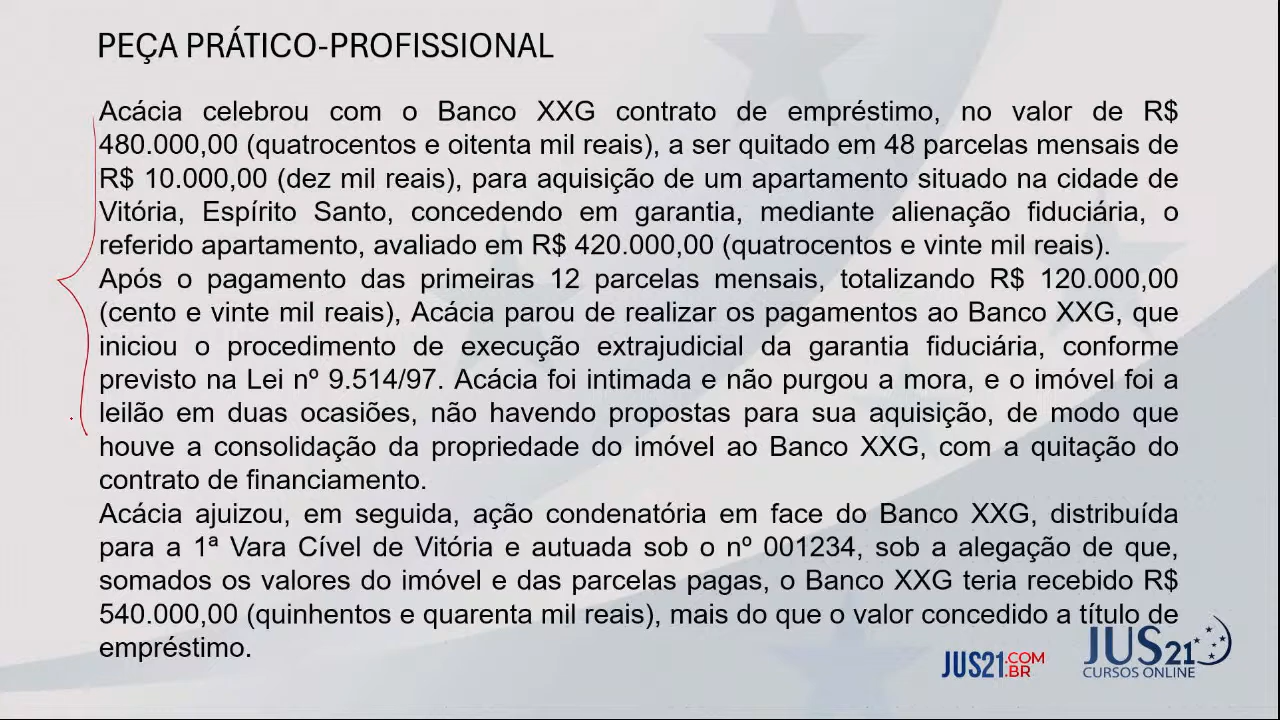 PEÇA PRÁTICO-PROFISSIONAL
Acácia celebrou com o Banco XXG contrato de empréstimo, no valor de R$
480.000,00 (quatrocentos e oitenta mil reais), a ser quitado em 48 parcelas mensais de
R$ 10.000,00 (dez mil reais), para aquisição de um apartamento situado na cidade de
Vitória, Espírito Santo, concedendo em garantia, mediante alienação fiduciária, o
referido apartamento, avaliado em R$ 420.000,00 (quatrocentos e vinte mil reais).
Após o pagamento das primeiras 12 parcelas mensais, totalizando R$ 120.000,00
(cento e vinte mil reais), Acácia parou de realizar os pagamentos ao Banco XXG, que
iniciou o procedimento de execução extrajudicial da garantia fiduciária, conforme
previsto na Lei nº 9.514/97. Acácia foi intimada e não purgou a mora, e o imóvel foi a
leilão em duas ocasiões, não havendo propostas para sua aquisição, de modo que
houve a consolidação da propriedade do imóvel ao Banco XXG, com a quitação do
contrato de financiamento.
Acácia ajuizou, em seguida, ação condenatória em face do Banco XXG, distribuída
para a 1ª Vara Cível de Vitória e autuada sob o nº 001234, sob a alegação de que,
somados os valores do imóvel e das parcelas pagas, o Banco XXG teria recebido R$
540.000,00 (quinhentos e quarenta mil reais), mais do que o valor concedido a título de
empréstimo.
JUS21.COM.BR
JUS21
CURSOS ONLINE